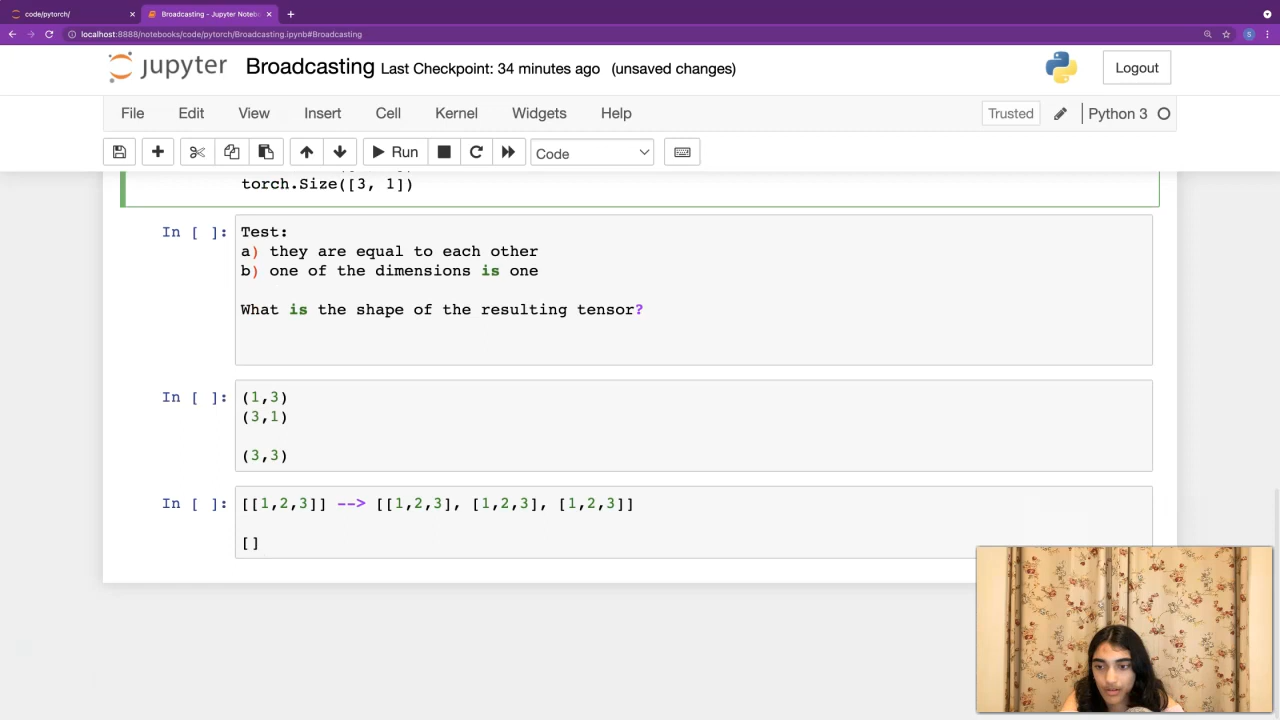 code/pytorch/
Broadcasting - Jupyter Noteb
localhost:8888/notebooks/code/pytorch/Broadcasting.ipynb#Broadcasting
S
jupyter Broadcasting Last Checkpoint: 34 minutes ago (unsaved changes)
Logout
File Edit View Insert Cell Kernel Widgets Help
Trusted
Python 3
Run
Code
torch.Size([3, 1])
In [ ]: Test:
a) they are equal to each other
b) one of the dimensions is one
What is the shape of the resulting tensor?
In [ ]: (1,3)
(3,1)
(3,3)
In [ ]: [[1,2,3]] --> [[1,2,3], [1,2,3], [1,2,3]]
[]